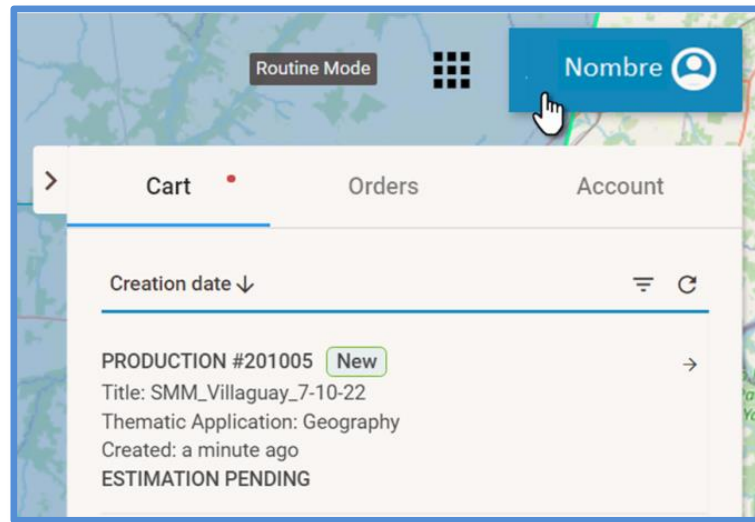 Routine Mode
Nombre
Cart
Orders
Account
Creation date
PRODUCTION #201005 New
Title: SMM_Villaguay_7-10-22
Thematic Application: Geography
Created: a minute ago
ESTIMATION PENDING